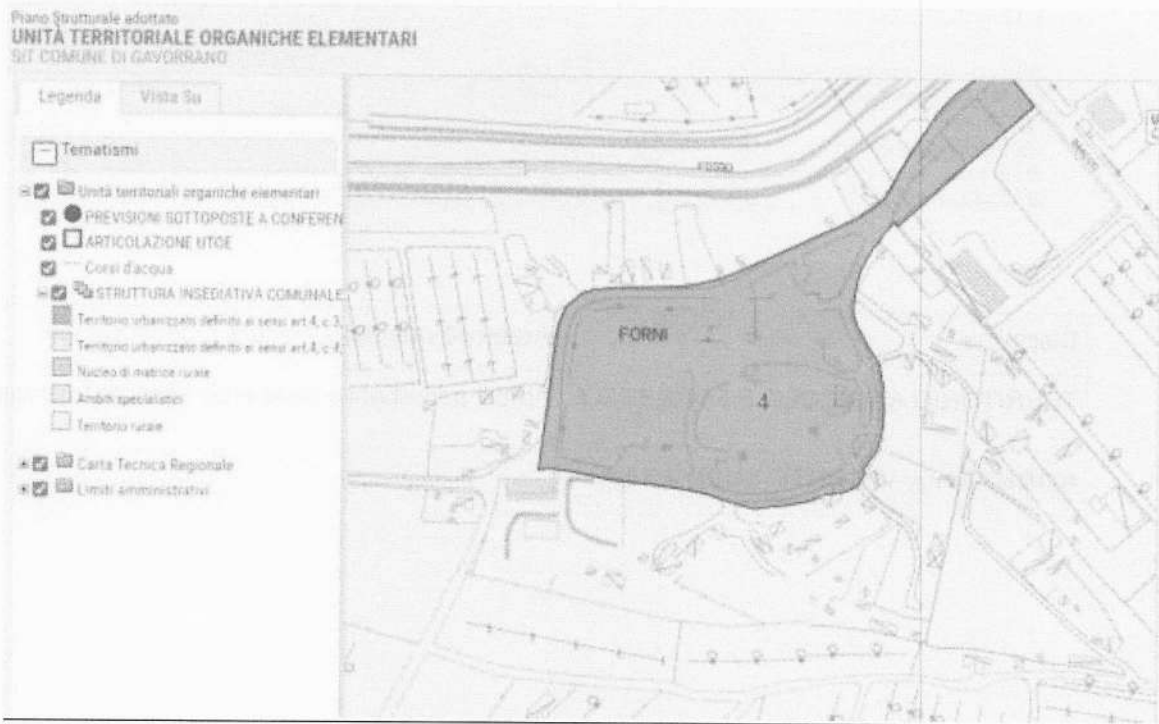 Piano Strutturale adottato
UNITÀ TERRITORIALE ORGANICHE ELEMENTARI
SIT COMUNE DI GAVORRANO
Legenda
Vista Su
Tematismi
Unità territoriali organiche elementari
PREVISIONI SOTTOPOSTE A CONFEREN
ARTICOLAZIONE UTOE
Corsi d'acqua
STRUTTURA INSEDIATIVA COMUNALE
Territorio urbanizzato definito ai sensi art.4, c.3,
Territorio urbanizzato definito ai sensi art.4, c.4,
Nucleo di matrice rurale
Ambiti specialistici
Territorio rurale
Carta Tecnica Regionale
Limiti amministrativi
FOSSO
FORNI
4